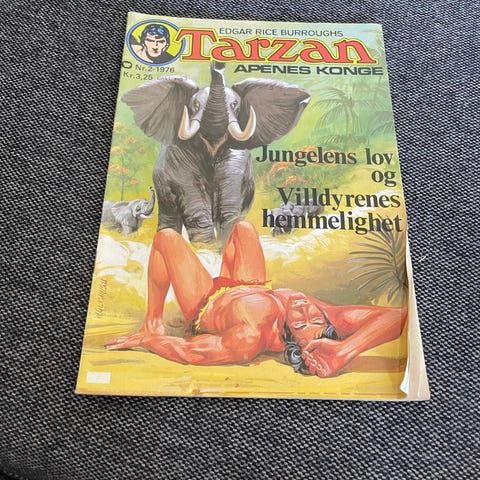 EDGAR RICE BURROUGHS
Tarzan
APENES KONGE
Nr. 2-1976
Kr. 3,25
Jungelens lov
og
Villdyrenes
hemmelighet